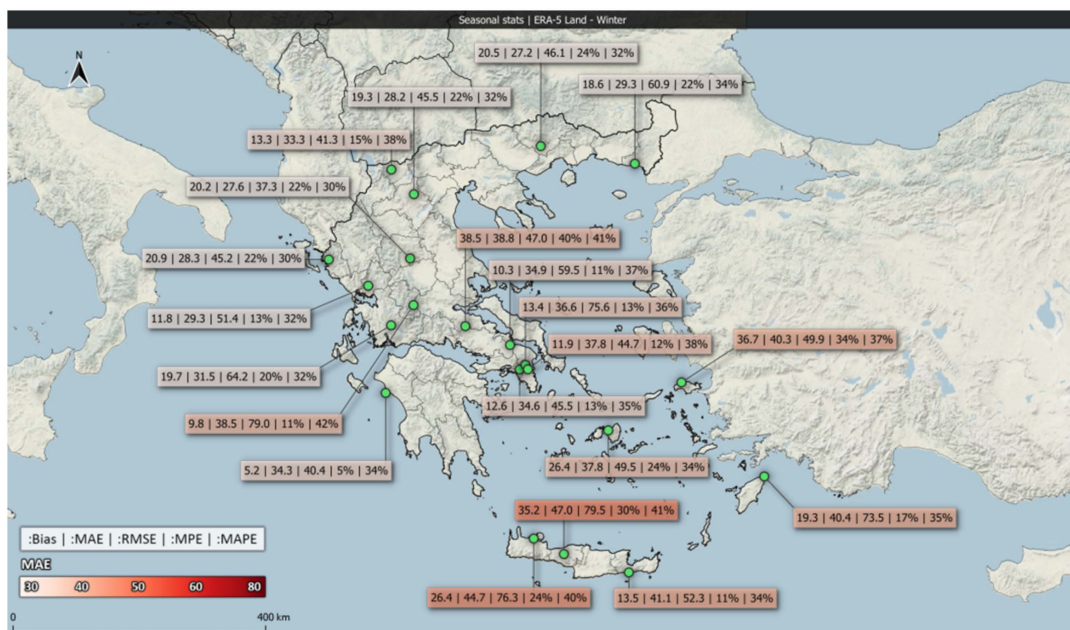 Seasonal stats | ERA-5 Land - Winter
N
20.5 | 27.2 | 46.1 | 24% | 32%
18.6 | 29.3 | 60.9 | 22% | 34%
19.3 | 28.2 | 45.5 | 22% | 32%
13.3 | 33.3 | 41.3 | 15% | 38%
20.2 | 27.6 | 37.3 | 22% | 30%
38.5 | 38.8 | 47.0 | 40% | 41%
20.9 | 28.3 | 45.2 | 22% | 30%
10.3 | 34.9 | 59.5 | 11% | 37%
13.4 | 36.6 | 75.6 | 13% | 36%
11.8 | 29.3 | 51.4 | 13% | 32%
11.9 | 37.8 | 44.7 | 12% | 38%
36.7 | 40.3 | 49.9 | 34% | 37%
19.7 | 31.5 | 64.2 | 20% | 32%
12.6 | 34.6 | 45.5 | 13% | 35%
9.8 | 38.5 | 79.0 | 11% | 42%
5.2 | 34.3 | 40.4 | 5% | 34%
26.4 | 37.8 | 49.5 | 24% | 34%
35.2 | 47.0 | 79.5 | 30% | 41%
19.3 | 40.4 | 73.5 | 17% | 35%
:Bias | :MAE | :RMSE | :MPE | :MAPE
MAE
30 40 50 60 80
26.4 | 44.7 | 76.3 | 24% | 40%
13.5 | 41.1 | 52.3 | 11% | 34%
0 400 km